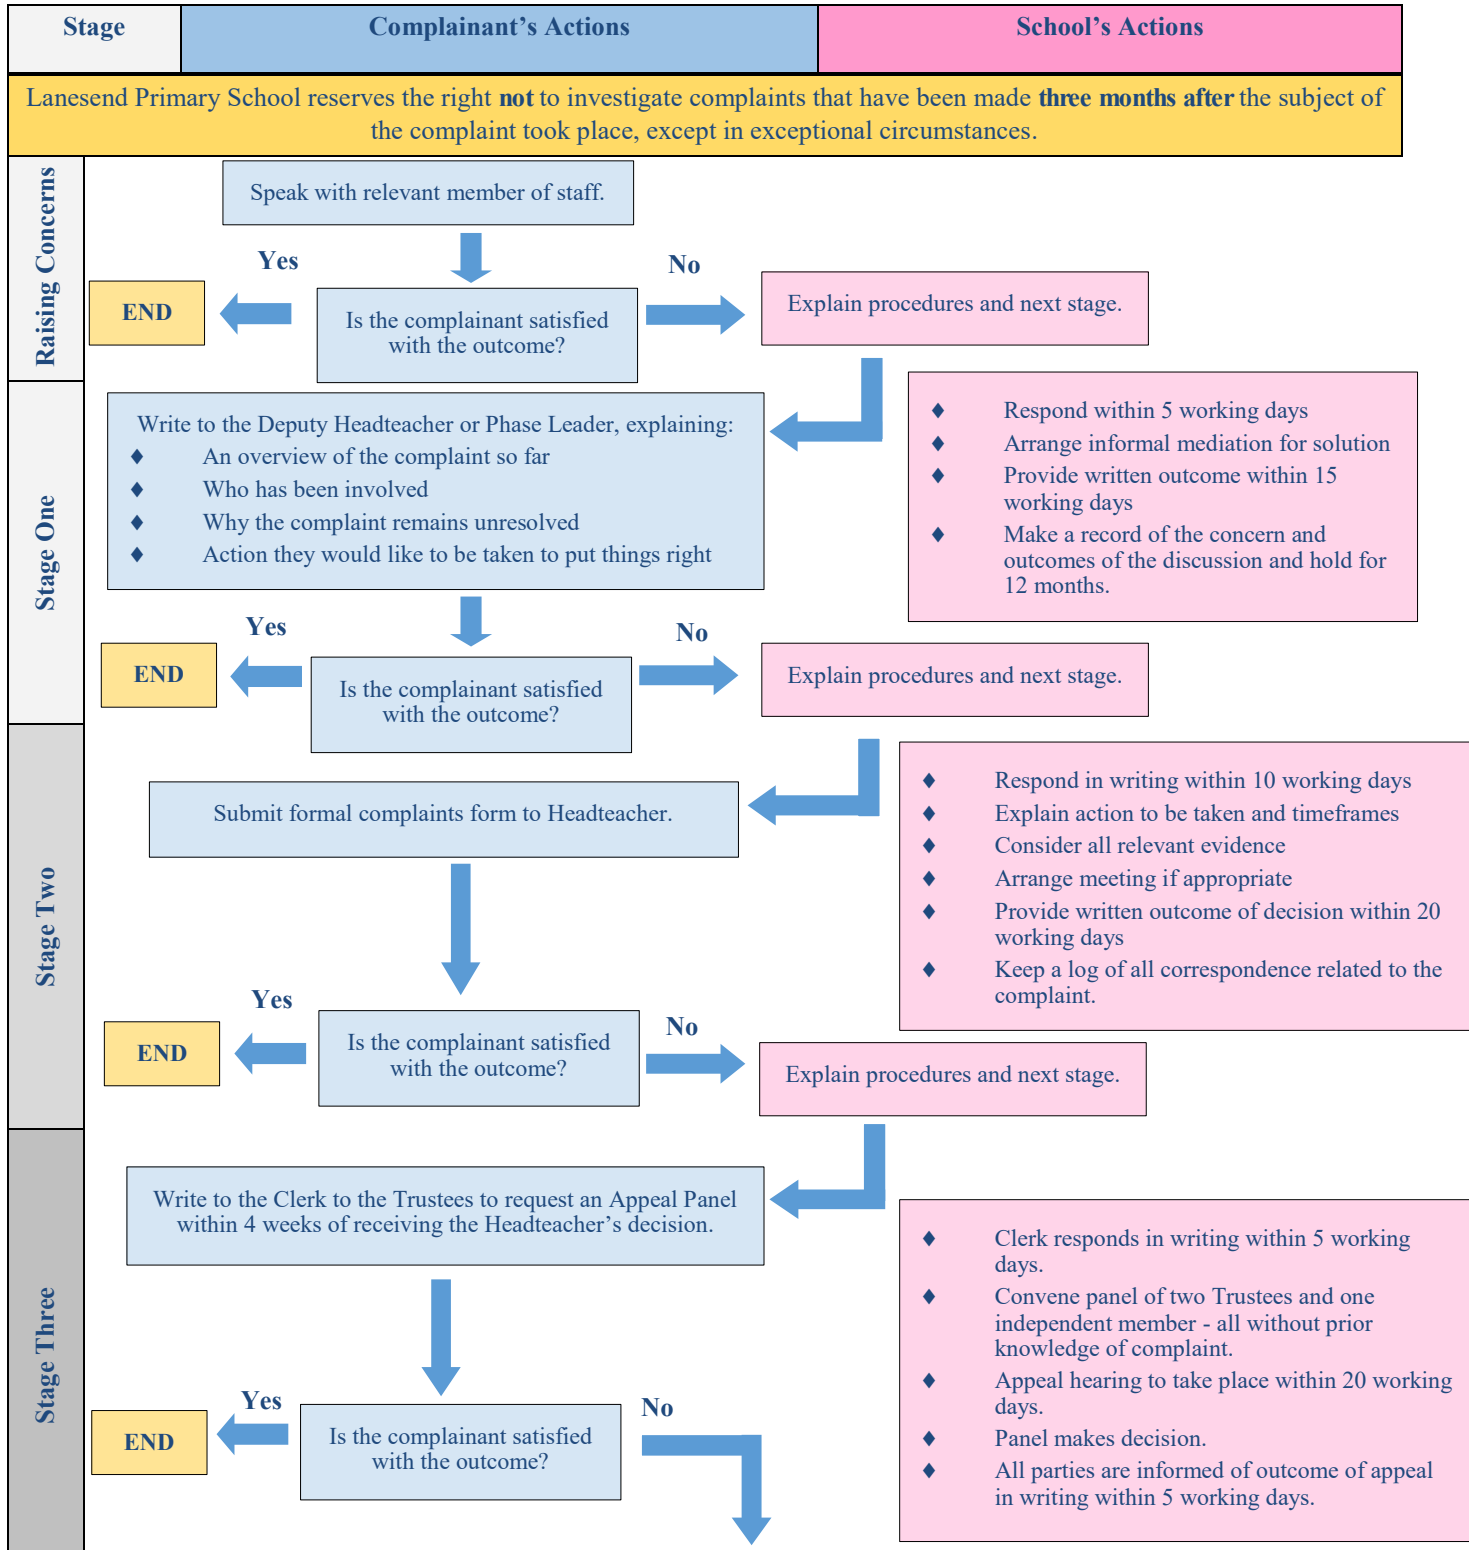 Stage
Complainant's Actions
School's Actions
Lanesend Primary School reserves the right not to investigate complaints that have been made three months after the subject of
the complaint took place, except in exceptional circumstances.
Raising Concerns
Speak with relevant member of staff.
Yes
No
END
Is the complainant satisfied
with the outcome?
Explain procedures and next stage.
Stage One
Write to the Deputy Headteacher or Phase Leader, explaining:
♦ An overview of the complaint so far
♦ Who has been involved
♦ Why the complaint remains unresolved
♦ Action they would like to be taken to put things right
♦ Respond within 5 working days
♦ Arrange informal mediation for solution
♦ Provide written outcome within 15
working days
♦ Make a record of the concern and
outcomes of the discussion and hold for
12 months.
Yes
No
END
Is the complainant satisfied
with the outcome?
Explain procedures and next stage.
Stage Two
Submit formal complaints form to Headteacher.
♦ Respond in writing within 10 working days
♦ Explain action to be taken and timeframes
♦ Consider all relevant evidence
♦ Arrange meeting if appropriate
♦ Provide written outcome of decision within 20
working days
♦ Keep a log of all correspondence related to the
complaint.
Yes
No
END
Is the complainant satisfied
with the outcome?
Explain procedures and next stage.
Stage Three
Write to the Clerk to the Trustees to request an Appeal Panel
within 4 weeks of receiving the Headteacher's decision.
♦ Clerk responds in writing within 5 working
days.
♦ Convene panel of two Trustees and one
independent member - all without prior
knowledge of complaint.
♦ Appeal hearing to take place within 20 working
days.
♦ Panel makes decision.
♦ All parties are informed of outcome of appeal
in writing within 5 working days.
Yes
No
END
Is the complainant satisfied
with the outcome?